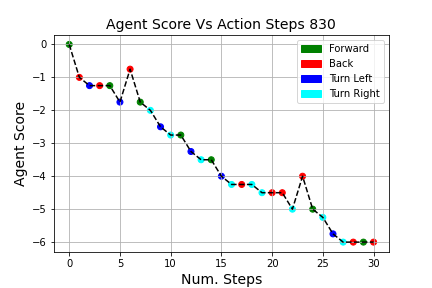 Agent Score Vs Action Steps 830
Forward
Back
Turn Left
Turn Right
Agent Score
0
−1
−2
−3
−4
−5
−6
0 5 10 15 20 25 30
Num. Steps